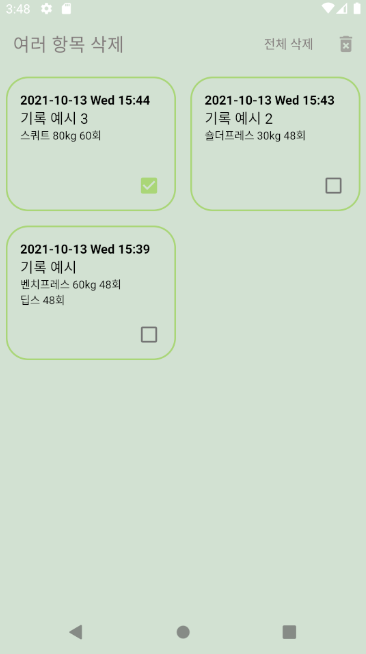 3:48
여러 항목 삭제
전체 삭제
2021-10-13 Wed 15:44
기록 예시 3
스쿼트 80kg 60회
2021-10-13 Wed 15:43
기록 예시 2
숄더프레스 30kg 48회
2021-10-13 Wed 15:39
기록 예시
벤치프레스 60kg 48회
딥스 48회